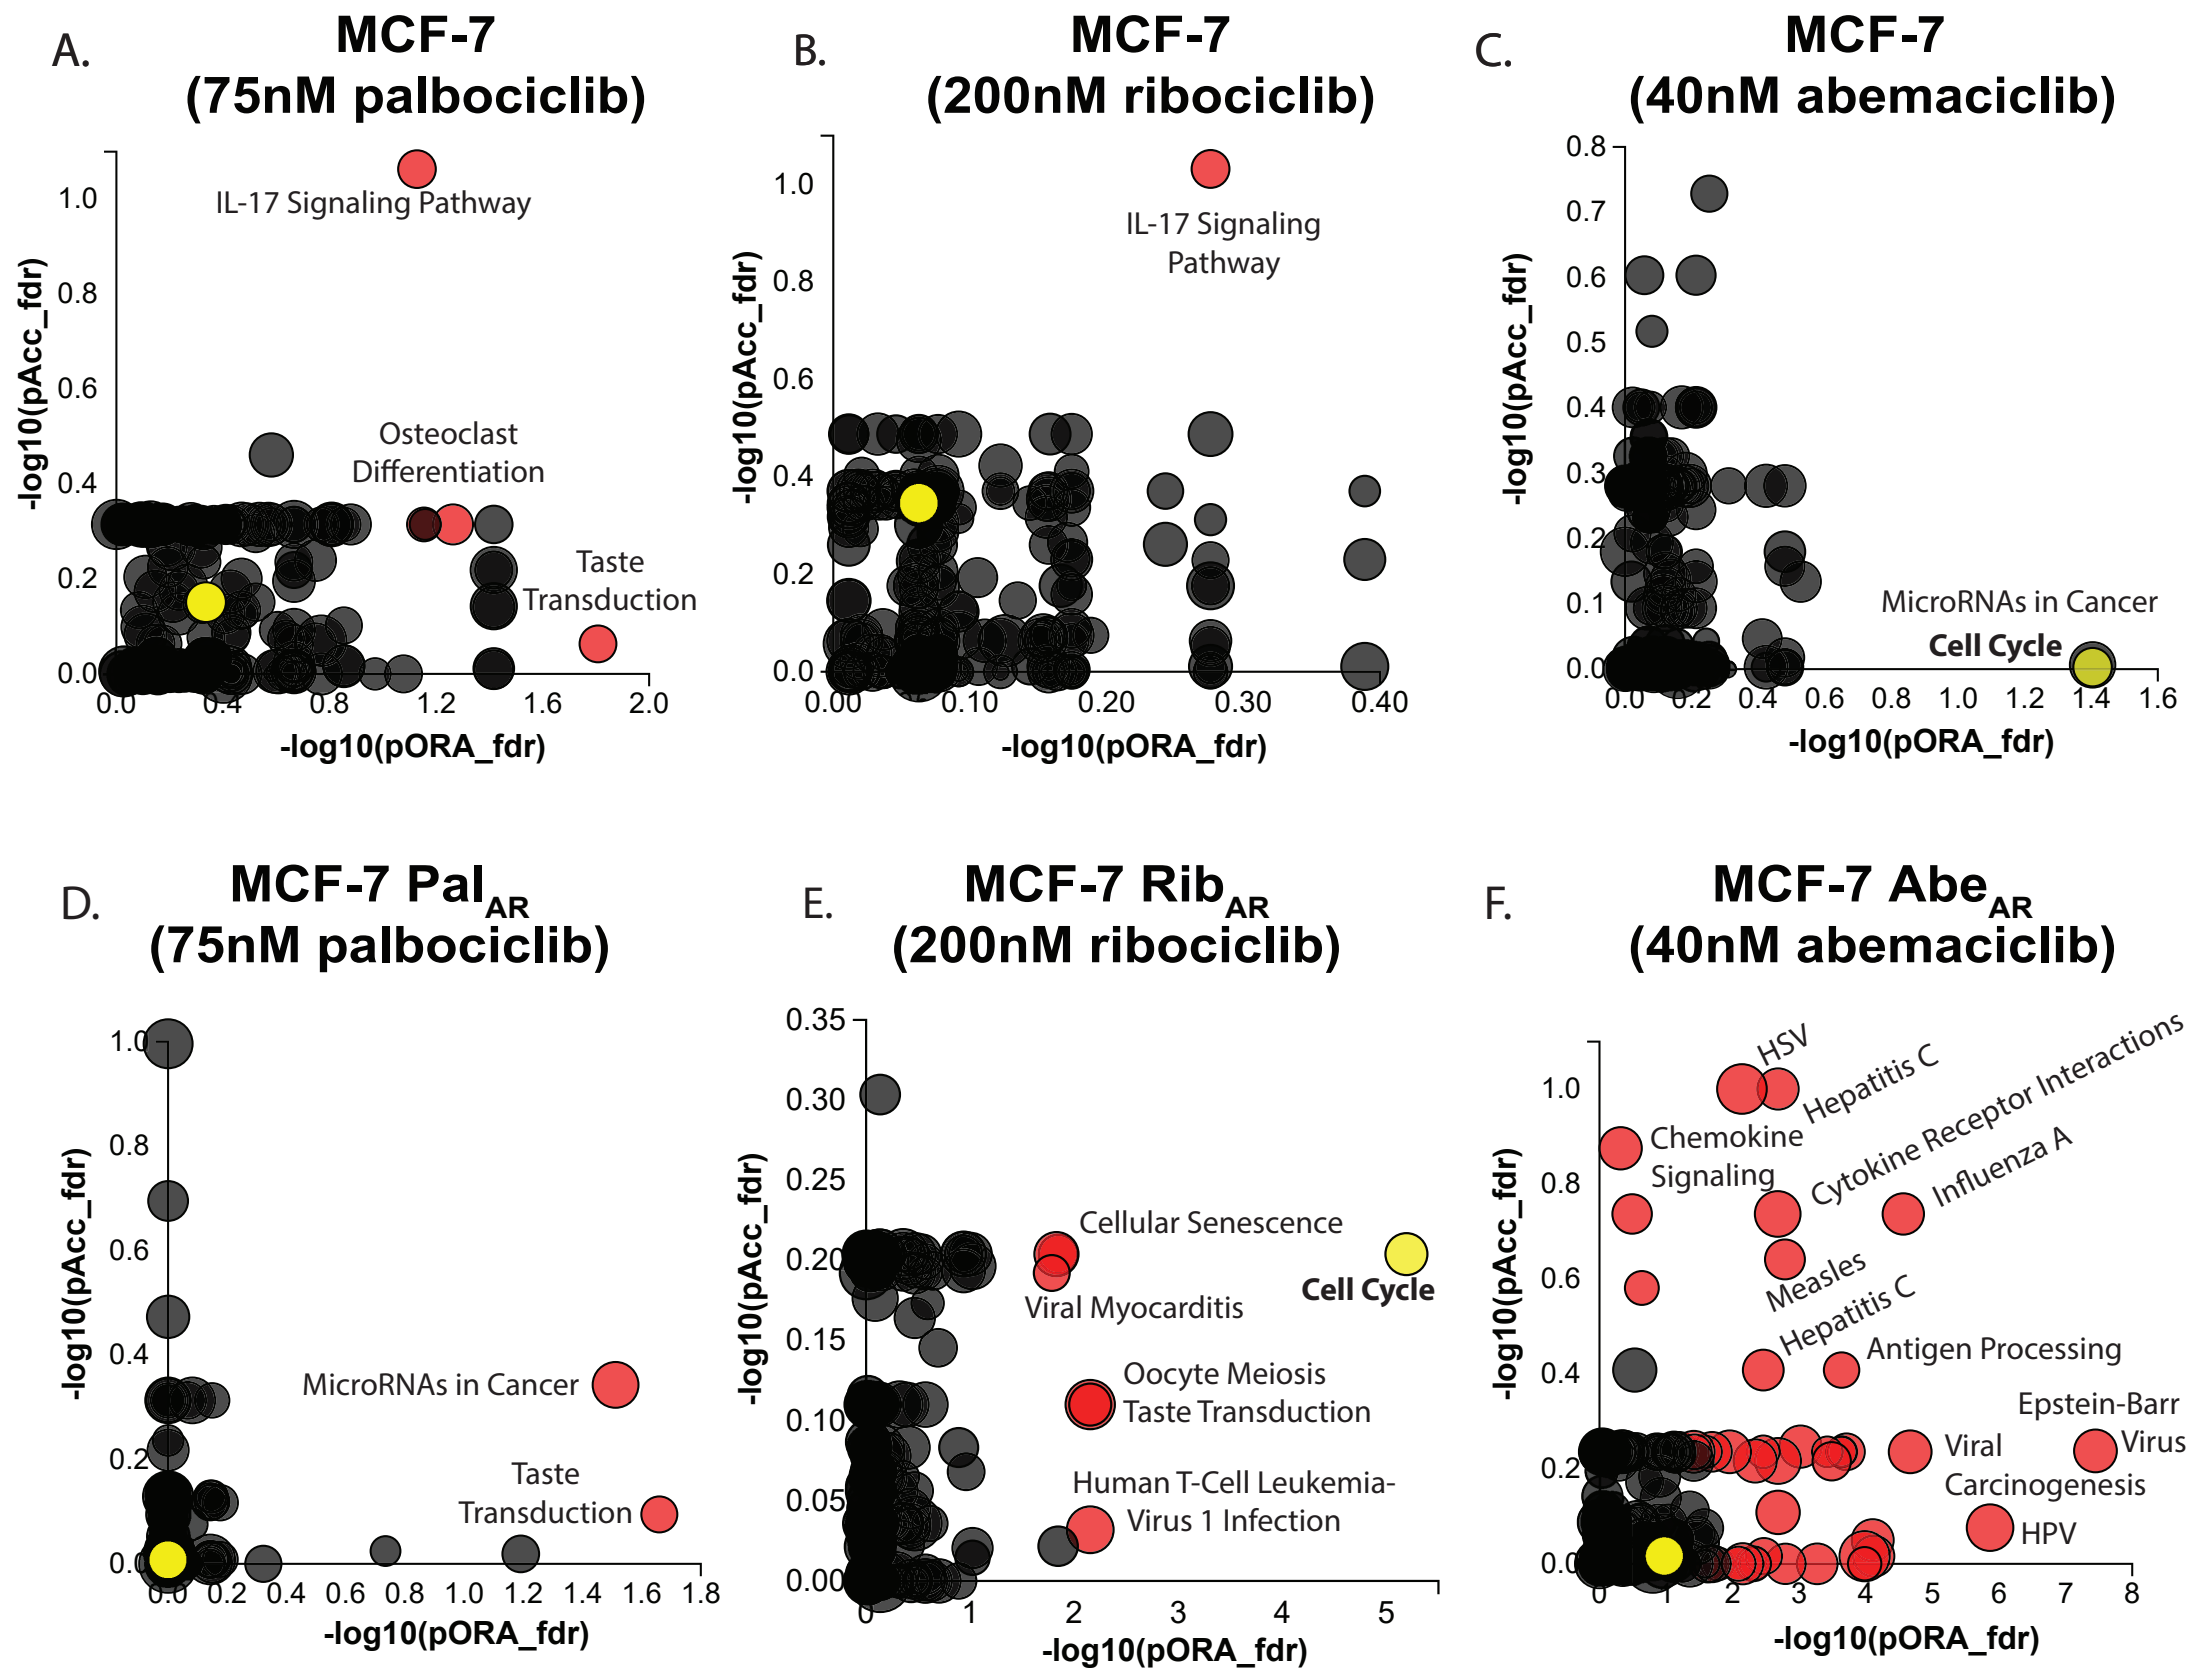 A.
MCF-7
(75nM palbociclib)
-log10(pAcc_fdr)
1.0
0.8
0.6
0.4
0.2
0.0
IL-17 Signaling Pathway
Osteoclast
Differentiation
Taste
Transduction
0.0 0.4 0.8 1.2 1.6 2.0
-log10(pORA_fdr)
B.
MCF-7
(200nM ribociclib)
-log10(pAcc_fdr)
1.0
0.8
0.6
0.4
0.2
0.0
IL-17 Signaling
Pathway
0.00 0.10 0.20 0.30 0.40
-log10(pORA_fdr)
C.
MCF-7
(40nM abemaciclib)
-log10(pAcc_fdr)
0.8
0.7
0.6
0.5
0.4
0.3
0.2
0.1
0.0
MicroRNAs in Cancer
Cell Cycle
0.0 0.2 0.4 0.6 0.8 1.0 1.2 1.4 1.6
-log10(pORA_fdr)
D.
MCF-7 PalAR
(75nM palbociclib)
-log10(pAcc_fdr)
1.0
0.8
0.6
0.4
0.2
0.0
MicroRNAs in Cancer
Taste
Transduction
0.0 0.2 0.4 0.6 0.8 1.0 1.2 1.4 1.6 1.8
-log10(pORA_fdr)
E.
MCF-7 RibAR
(200nM ribociclib)
-log10(pAcc_fdr)
0.35
0.30
0.25
0.20
0.15
0.10
0.05
0.00
Cellular Senescence
Cell Cycle
Viral Myocarditis
Oocyte Meiosis
Taste Transduction
Human T-Cell Leukemia-
Virus 1 Infection
0 1 2 3 4 5
-log10(pORA_fdr)
F.
MCF-7 AbeAR
(40nM abemaciclib)
-log10(pAcc_fdr)
1.0
0.8
0.6
0.4
0.2
0.0
HSV
Hepatitis C
Chemokine
Signaling
Cytokine Receptor Interactions
Influenza A
Measles
Hepatitis C
Antigen Processing
Epstein-Barr
Virus
Viral
Carcinogenesis
HPV
0 1 2 3 4 5 6 7 8
-log10(pORA_fdr)